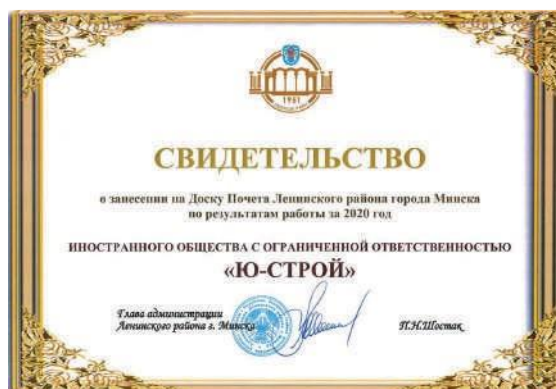 1951
СВИДЕТЕЛЬСТВО
о занесении на Доску Почета Ленинского района города Минска
по результатам работы за 2020 год
ИНОСТРАННОГО ОБЩЕСТВА С ОГРАНИЧЕННОЙ ОТВЕТСТВЕННОСТЬЮ
«Ю-СТРОЙ»
Глава администрации
Ленинского района г. Минска
П.Н.Шостак